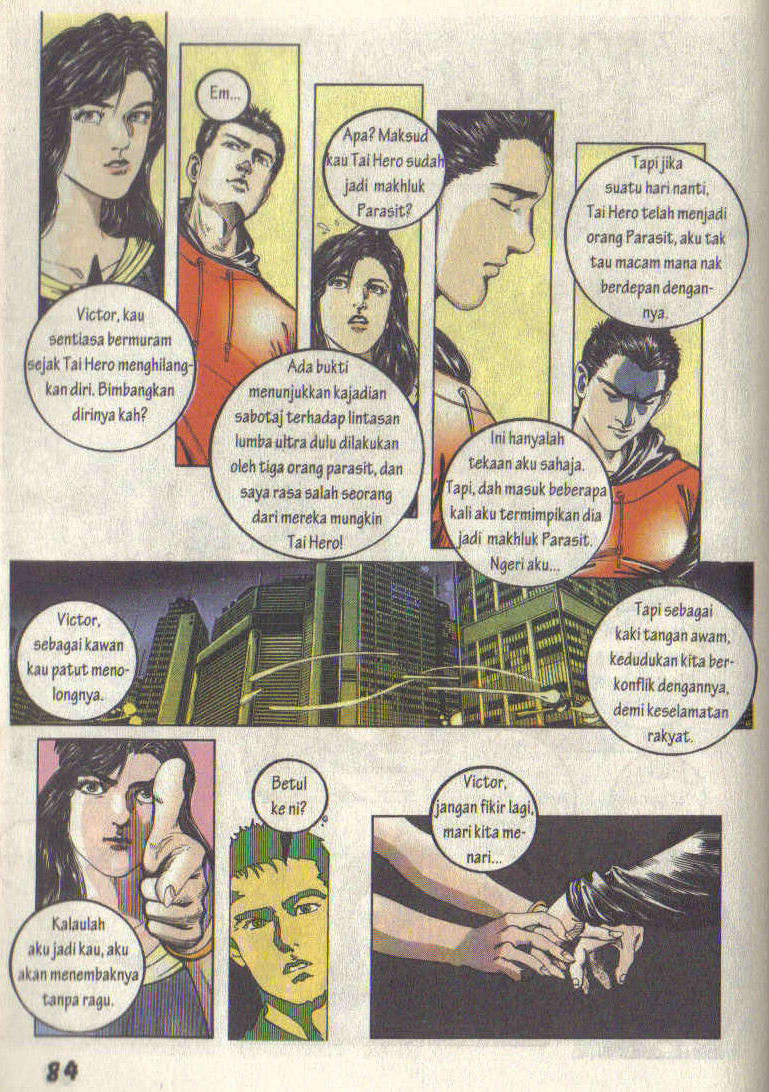 Victor, kau
sentiasa bermuram
sejak Tai Hero menghilang-
kan diri. Bimbangkan
dirinya kah?
Em...
Ada bukti
menunjukkan kajadian
sabotaj terhadap lintasan
lumba ultra dulu dilakukan
oleh tiga orang parasit, dan
saya rasa salah seorang
dari mereka mungkin
Tai Hero!
Apa? Maksud
kau Tai Hero sudah
jadi makhluk
Parasit?
Ini hanyalah
tekaan aku sahaja.
Tapi, dah masuk beberapa
kali aku termimpikan dia
jadi makhluk Parasit.
Ngeri aku...
Tapi jika
suatu hari nanti,
Tai Hero telah menjadi
orang Parasit, aku tak
tau macam mana nak
berdepan dengan-
nya.
Victor,
sebagai kawan
kau patut meno-
longnya.
Tapi sebagai
kaki tangan awam,
kedudukan kita ber-
konflik dengannya,
demi keselamatan
rakyat.
Kalaulah
aku jadi kau, aku
akan menembaknya
tanpa ragu.
Betul
ke ni?
Victor,
jangan fikir lagi,
mari kita me-
nari...
84